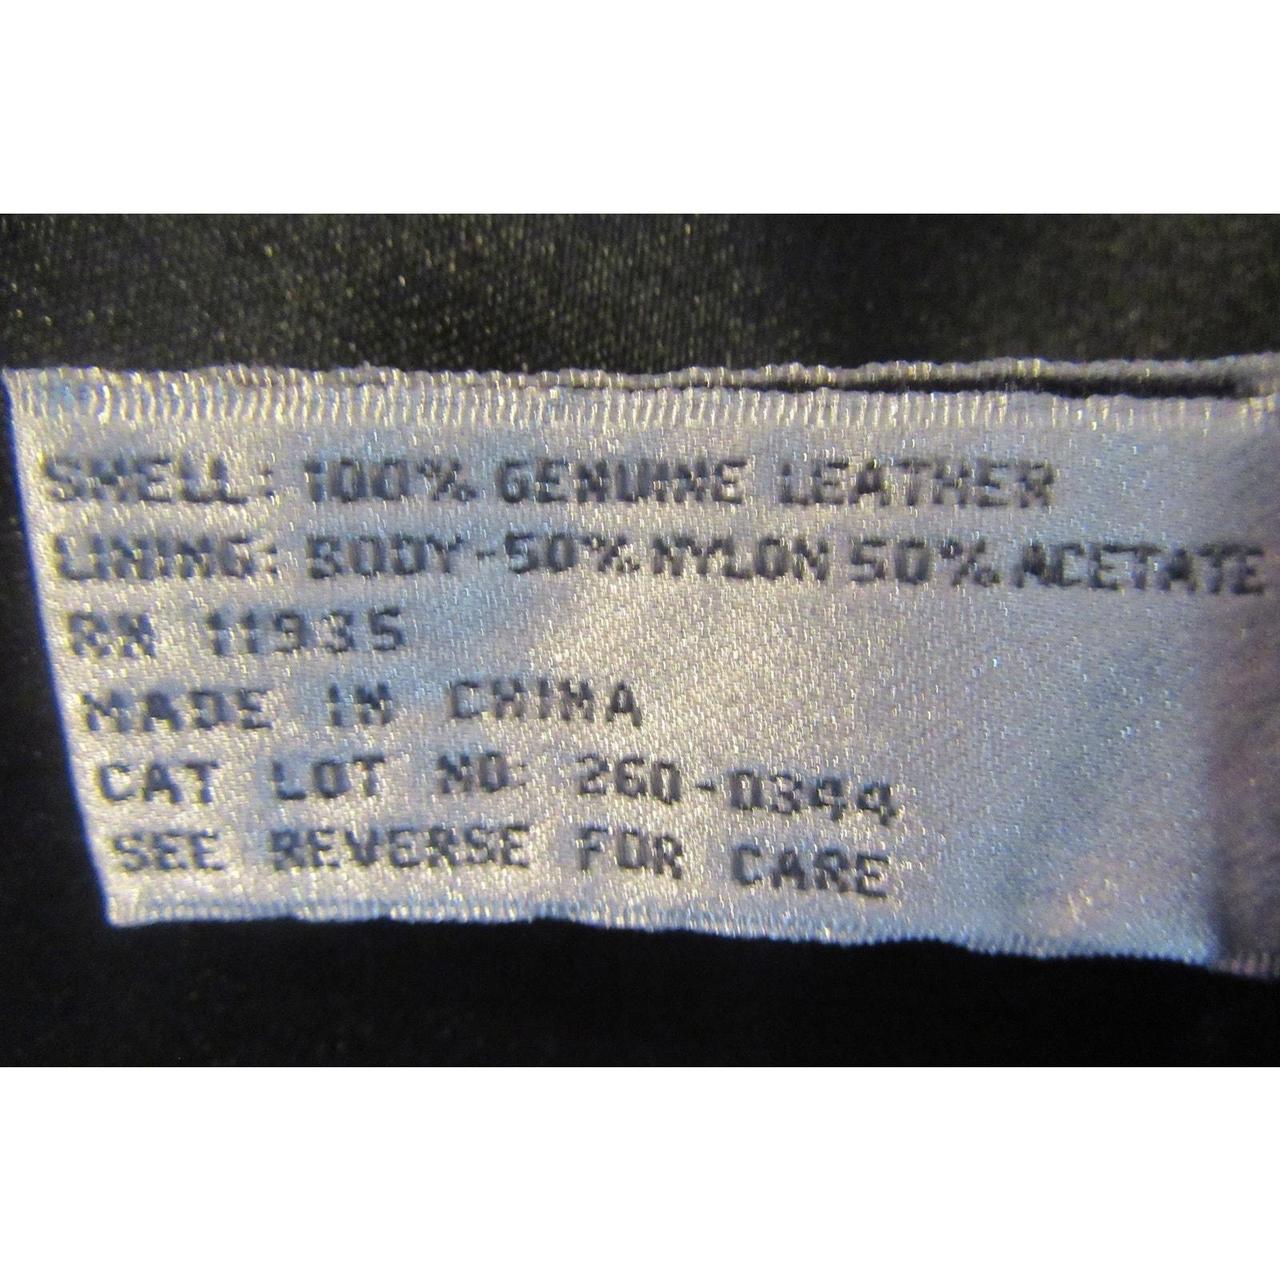 SHELL: 100% GENUINE LEATHER
LINING: BODY-50% NYLON 50% ACETATE
RN 11935
MADE IN CHINA
CAT LOT NO: 260-0344
SEE REVERSE FOR CARE